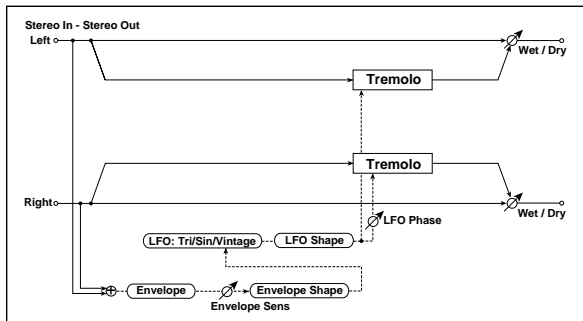 Stereo In - Stereo Out
Left
Wet / Dry
Tremolo
Tremolo
Right
Wet / Dry
LFO Phase
LFO: Tri/Sin/Vintage
LFO Shape
Envelope
Envelope Shape
Envelope Sens